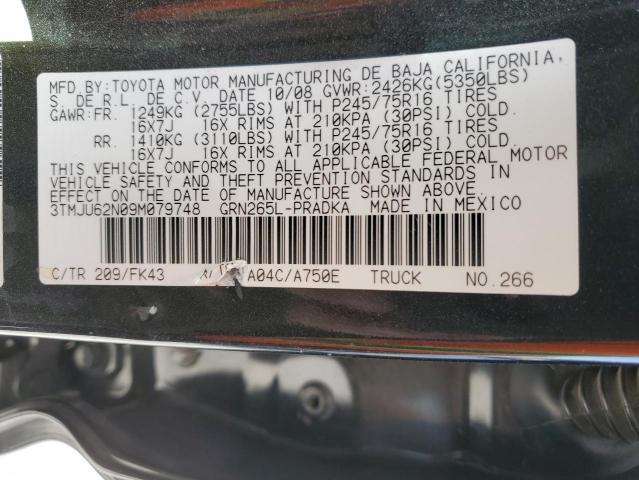 MFD.BY:TOYOTA MOTOR MANUFACTURING DE BAJA CALIFORNIA,
S. DE R.L. DE C.V. DATE 10/08 GVWR:2426KG(5350LBS)
GAWR:FR. 1249KG (2755LBS) WITH P245/75R16 TIRES
16X7J 16X RIMS AT 210KPA (30PSI) COLD.
RR. 1410KG (3110LBS) WITH P245/75R16 TIRES
16X7J 16X RIMS AT 210KPA (30PSI) COLD.
THIS VEHICLE CONFORMS TO ALL APPLICABLE FEDERAL MOTOR
VEHICLE SAFETY AND THEFT PREVENTION STANDARDS IN
EFFECT ON THE DATE OF MANUFACTURE SHOWN ABOVE.
3TMJU62N09M079748 GRN265L-PRADKA MADE IN MEXICO
C/TR 209/FK43 A04C/A750E TRUCK NO.266